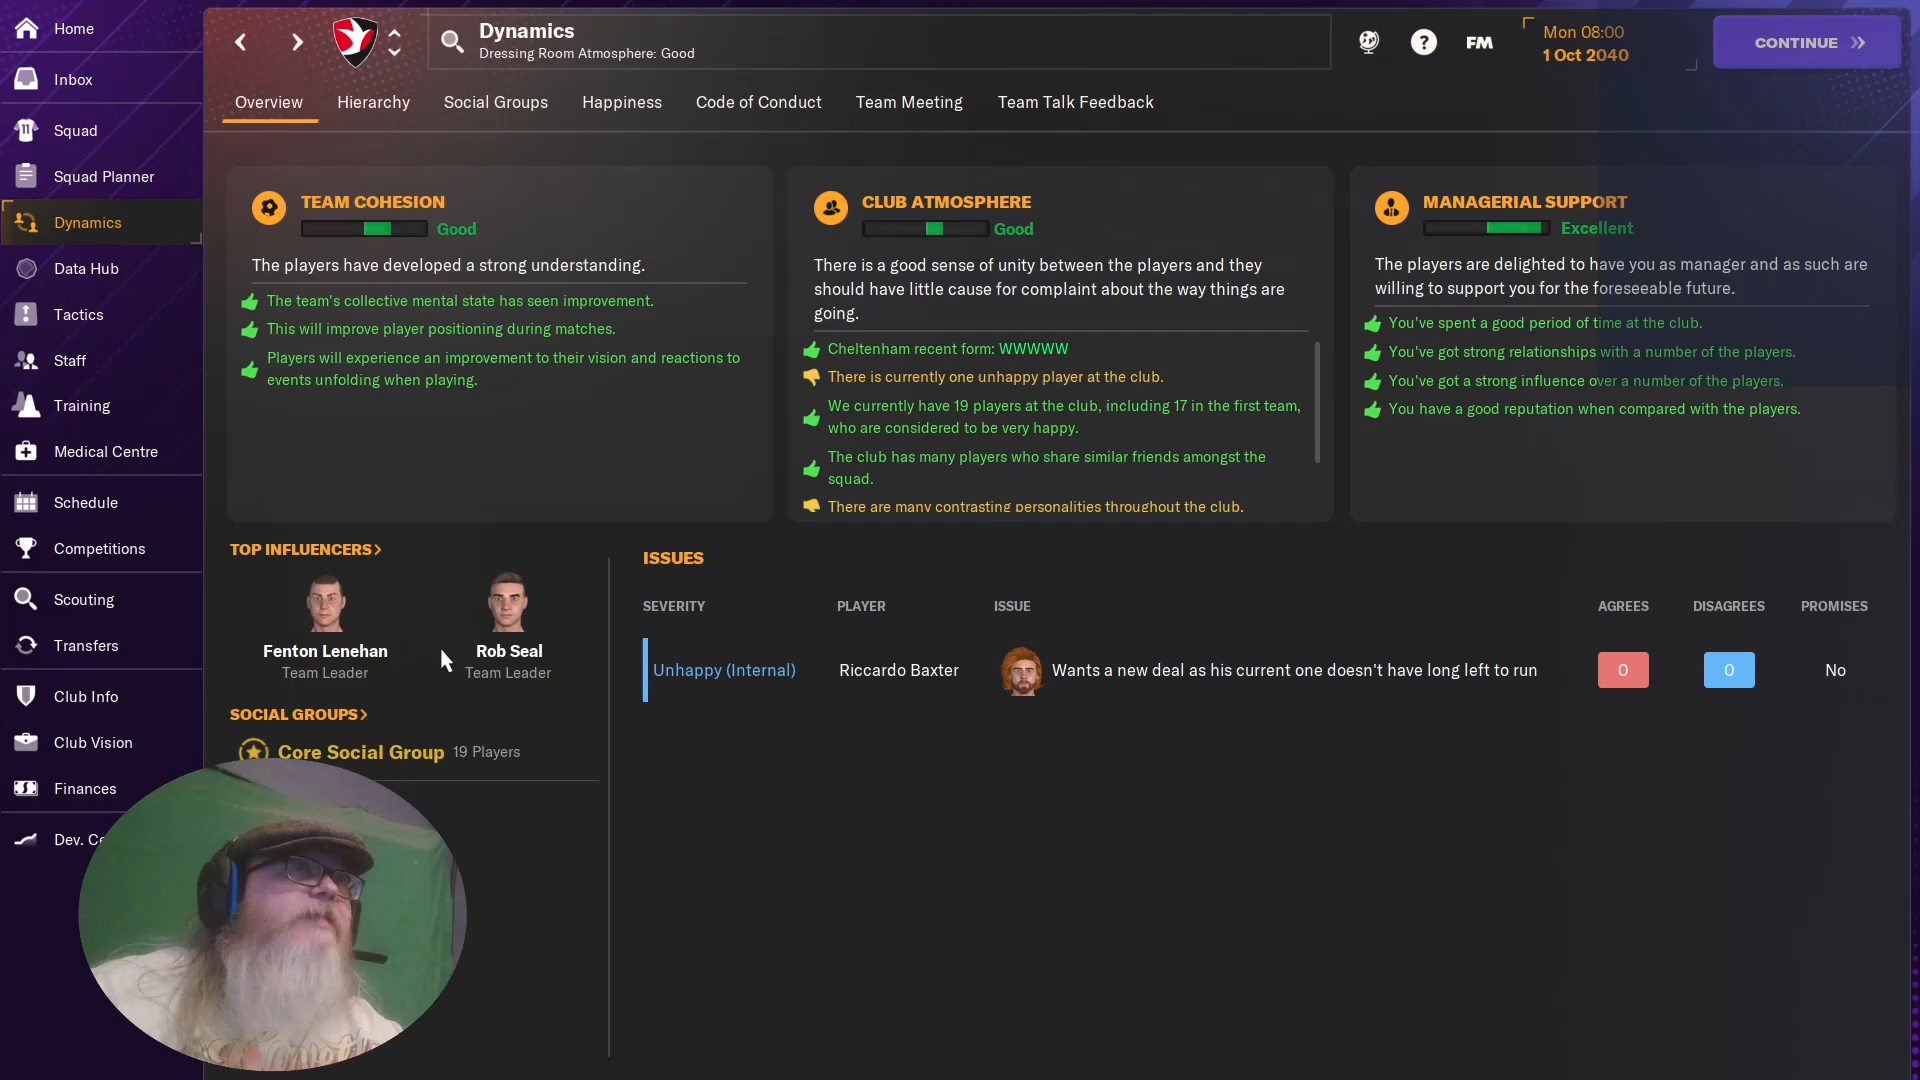 Home
Inbox
Squad
Squad Planner
Dynamics
Data Hub
Tactics
Staff
Training
Medical Centre
Schedule
Competitions
Scouting
Transfers
Club Info
Club Vision
Finances
Dev. Ce
Dynamics
Dressing Room Atmosphere: Good
?
FM
Mon 08:00
1 Oct 2040
CONTINUE
Overview
Hierarchy
Social Groups
Happiness
Code of Conduct
Team Meeting
Team Talk Feedback
TEAM COHESION
Good
The players have developed a strong understanding.
The team's collective mental state has seen improvement.
This will improve player positioning during matches.
Players will experience an improvement to their vision and reactions to
events unfolding when playing.
CLUB ATMOSPHERE
Good
There is a good sense of unity between the players and they
should have little cause for complaint about the way things are
going.
Cheltenham recent form: WWWWW
There is currently one unhappy player at the club.
We currently have 19 players at the club, including 17 in the first team,
who are considered to be very happy.
The club has many players who share similar friends amongst the
squad.
There are many contrasting personalities throughout the club.
MANAGERIAL SUPPORT
Excellent
The players are delighted to have you as manager and as such are
willing to support you for the foreseeable future.
You've spent a good period of time at the club.
You've got strong relationships with a number of the players.
You've got a strong influence over a number of the players.
You have a good reputation when compared with the players.
TOP INFLUENCERS
Fenton Lenehan
Team Leader
Rob Seal
Team Leader
SOCIAL GROUPS
Core Social Group 19 Players
ISSUES
SEVERITY PLAYER ISSUE AGREES DISAGREES PROMISES
Unhappy (Internal) Riccardo Baxter Wants a new deal as his current one doesn't have long left to run 0 0 No